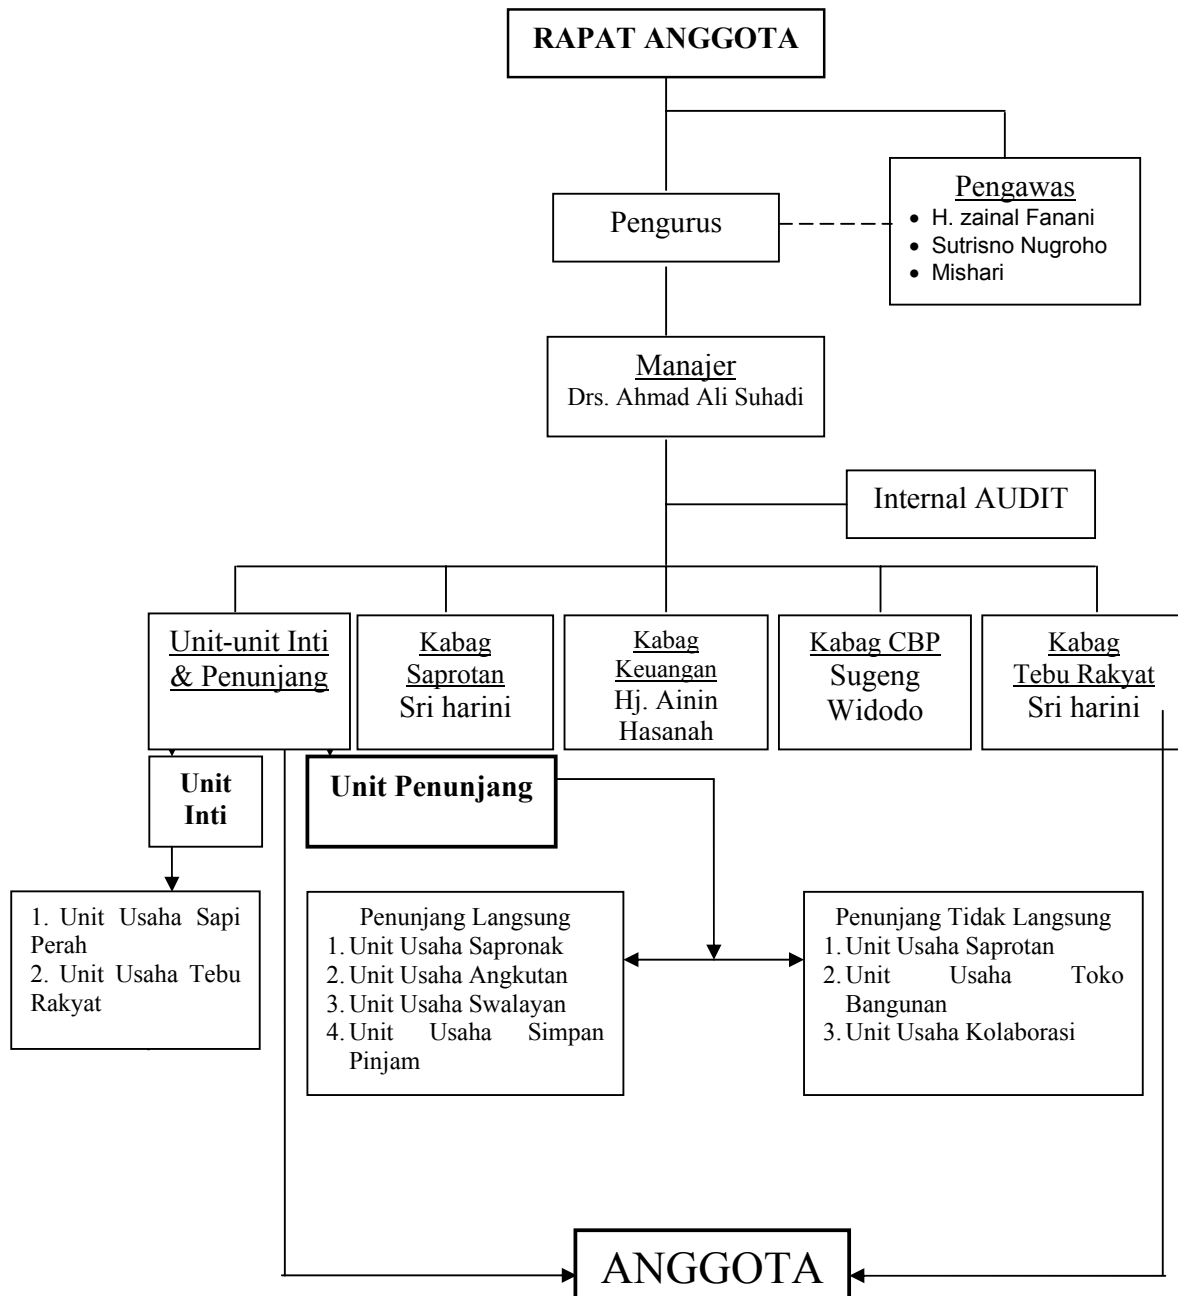 RAPAT ANGGOTA
Pengurus
Pengawas
• H. zainal Fanani
• Sutrisno Nugroho
• Mishari
Manajer
Drs. Ahmad Ali Suhadi
Internal AUDIT
Unit-unit Inti
& Penunjang
Kabag
Saprotan
Sri harini
Kabag
Keuangan
Hj. Ainin
Hasanah
Kabag CBP
Sugeng
Widodo
Kabag
Tebu Rakyat
Sri harini
Unit
Inti
Unit Penunjang
1. Unit Usaha Sapi
Perah
2. Unit Usaha Tebu
Rakyat
Penunjang Langsung
1. Unit Usaha Sapronak
2. Unit Usaha Angkutan
3. Unit Usaha Swalayan
4. Unit Usaha Simpan
Pinjam
Penunjang Tidak Langsung
1. Unit Usaha Saprotan
2. Unit Usaha Toko
Bangunan
3. Unit Usaha Kolaborasi
ANGGOTA